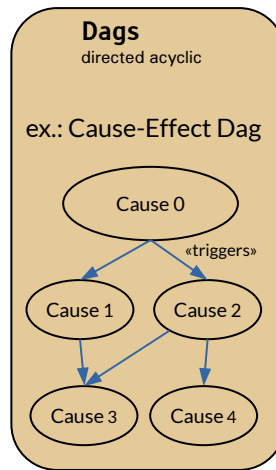 Dags
directed acyclic
ex.: Cause-Effect Dag
Cause 0
«triggers»
Cause 1
Cause 2
Cause 3
Cause 4